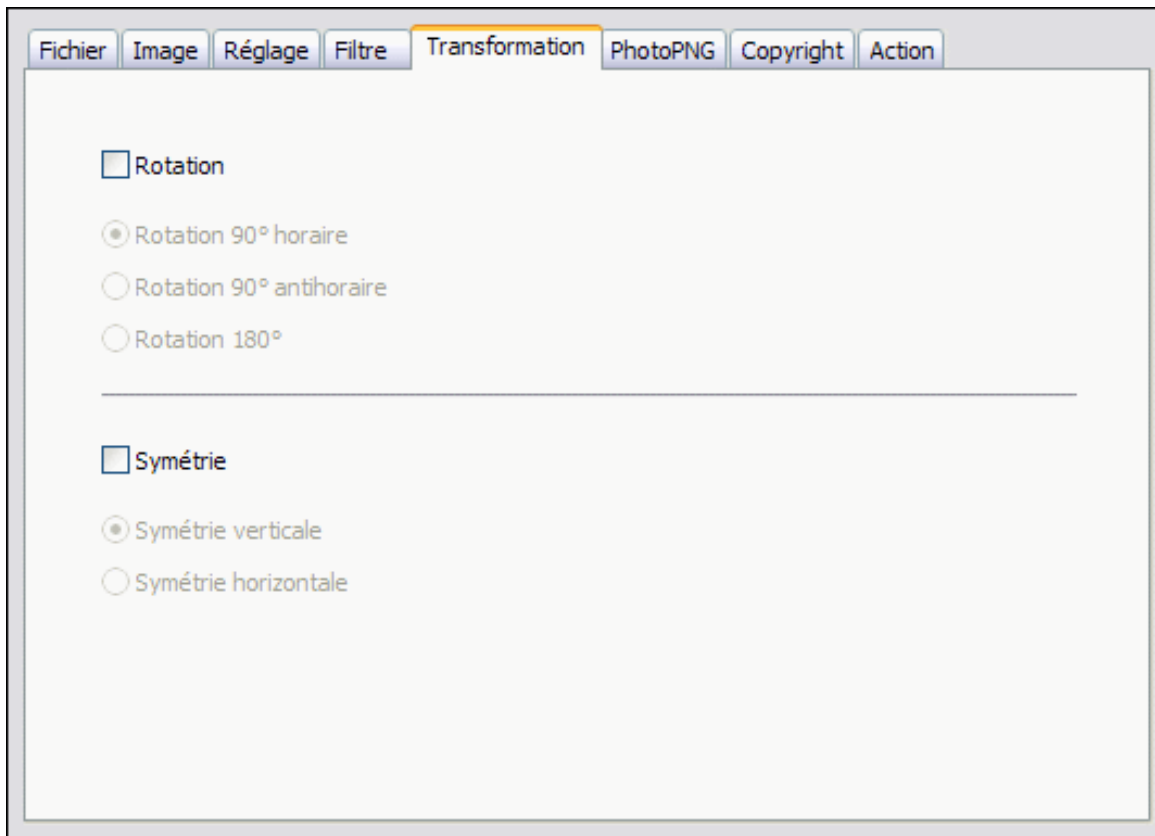 Fichier Image Réglage Filtre Transformation PhotoPNG Copyright Action
Rotation
Rotation 90° horaire
Rotation 90° antihoraire
Rotation 180°
Symétrie
Symétrie verticale
Symétrie horizontale